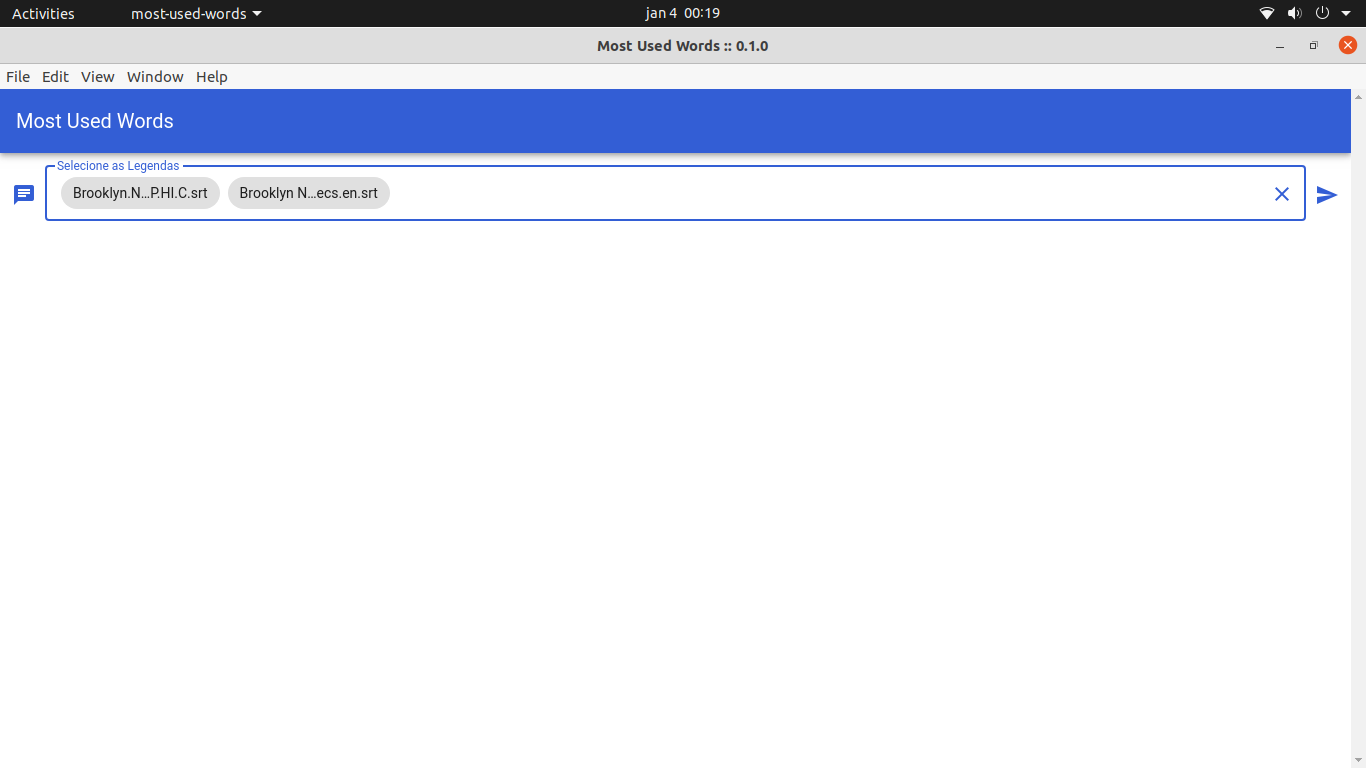 Activities most-used-words jan 4 00:19
Most Used Words :: 0.1.0
File Edit View Window Help
Most Used Words
Selecione as Legendas
Brooklyn.N...P.HI.C.srt Brooklyn N...ecs.en.srt